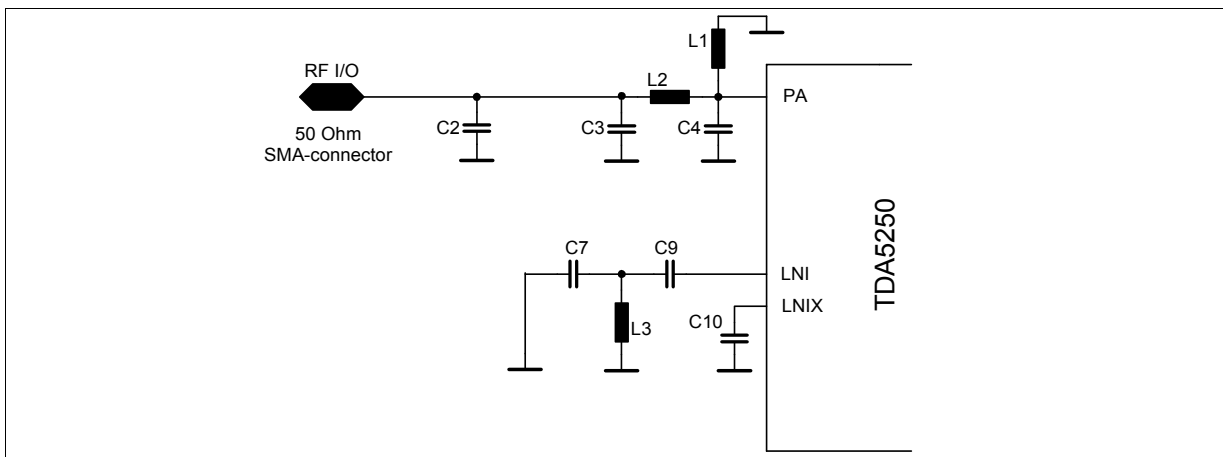 L1
RF I/O
L2
PA
C2
C3
C4
50 Ohm
SMA-connector
TDA5250
C7
C9
LNI
LNIX
C10
L3